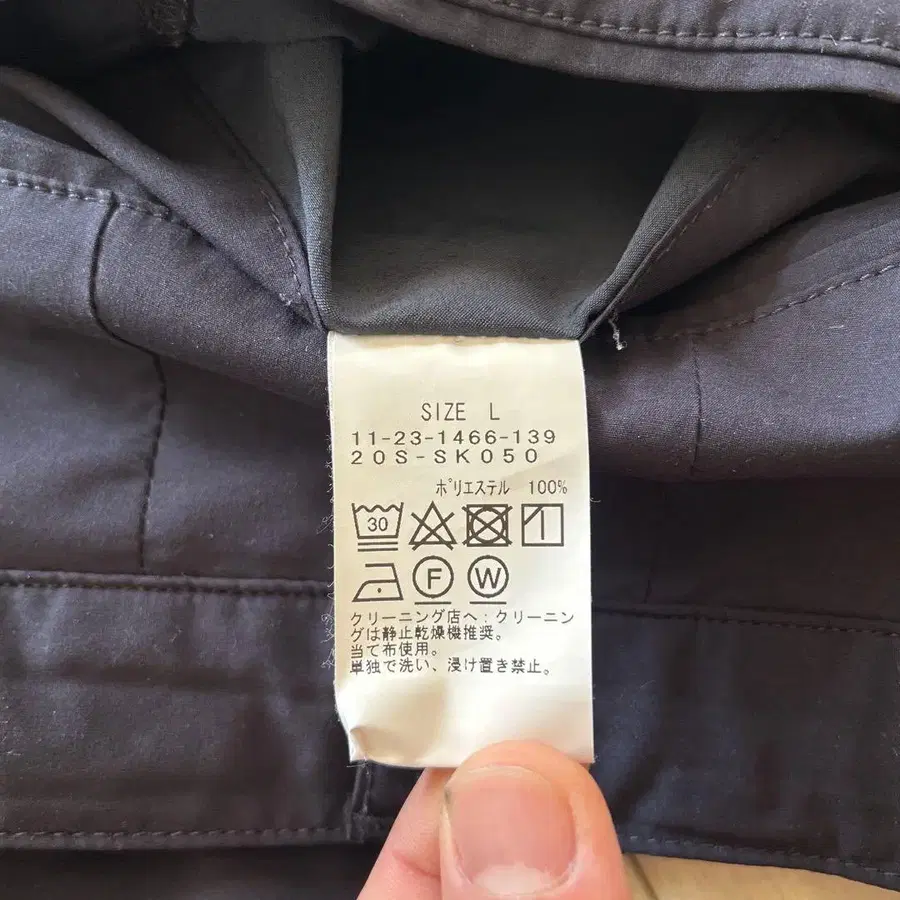 SIZE L
11-23-1466-139
20S-SK050
ポリエステル 100%
30
F W
クリーニング店へ:クリーニン
グは静止乾燥機推奨。
当て布使用。
単独で洗い、浸け置き禁止。